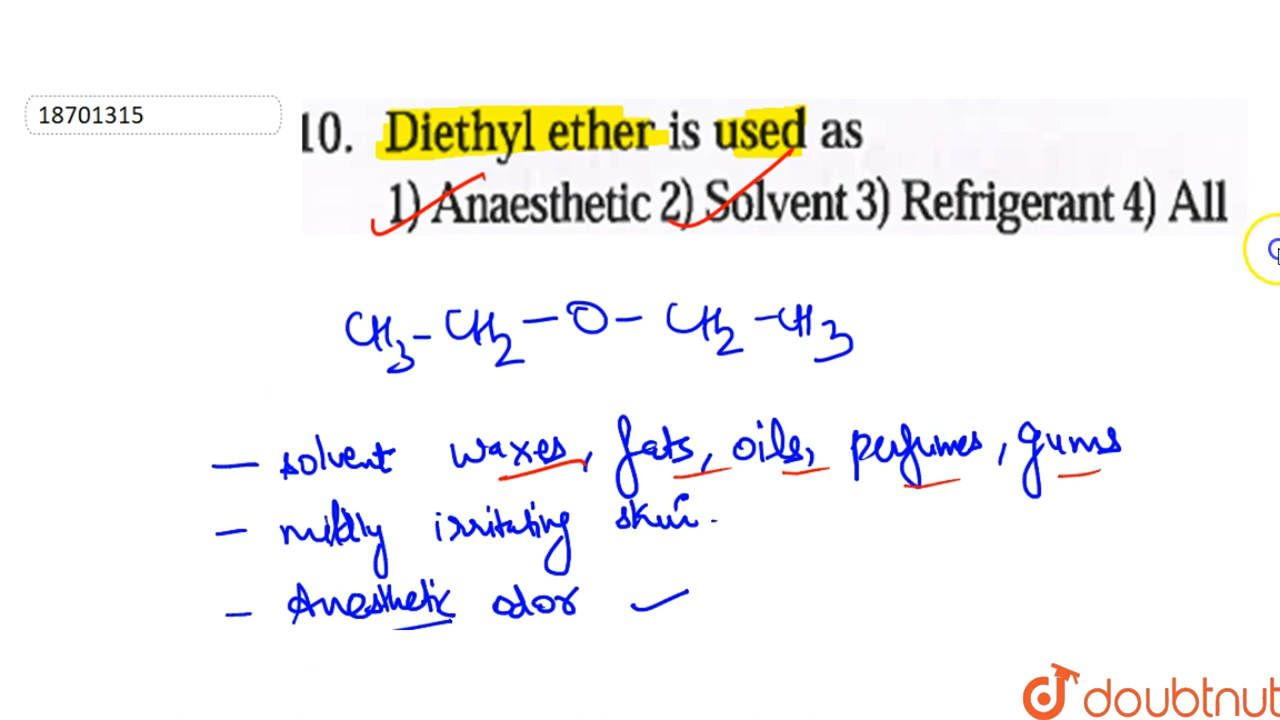 18701315
10. Diethyl ether is used as
1) Anaesthetic 2) Solvent 3) Refrigerant 4) All
CH3 - CH2 - O - CH2 - CH3
- solvent waxes, fats, oils, perfumes, gums
- mildly irritating skin.
- Anesthetic odor
doubtnut